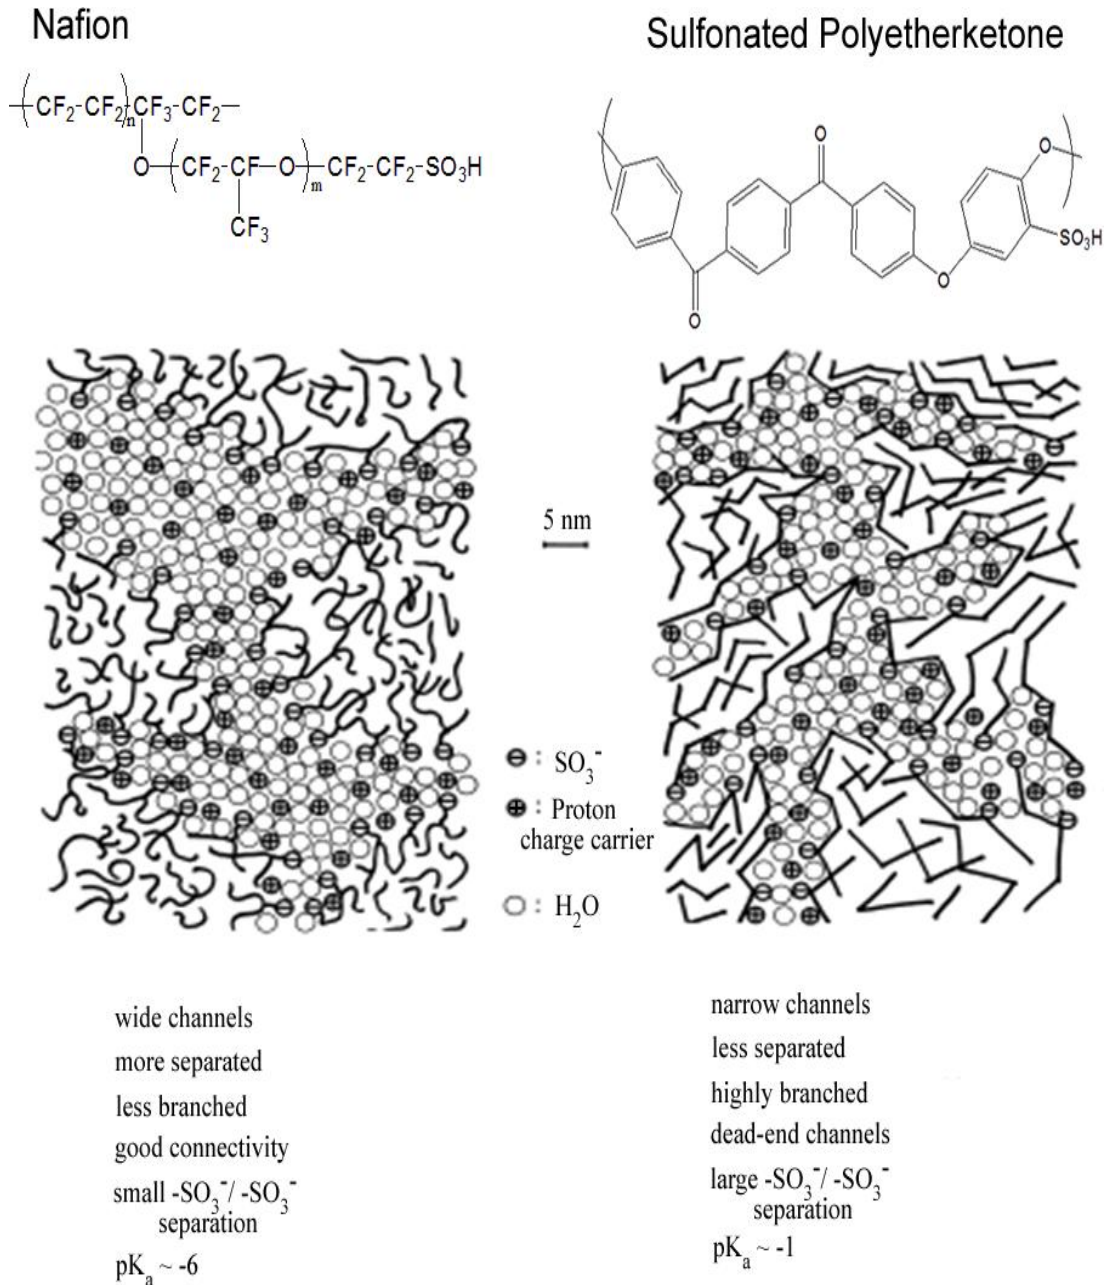 Nafion
Sulfonated Polyetherketone
(CF2-CF2)n CF3-CF2
O (CF2-CF-O)m CF2-CF2-SO3H
CF3
O
O
SO3H
O
O
5 nm
⊖ : SO3-
⊕ : Proton
charge carrier
○ : H2O
wide channels
more separated
less branched
good connectivity
small -SO3-/ -SO3-
separation
pKa ~ -6
narrow channels
less separated
highly branched
dead-end channels
large -SO3-/ -SO3-
separation
pKa ~ -1